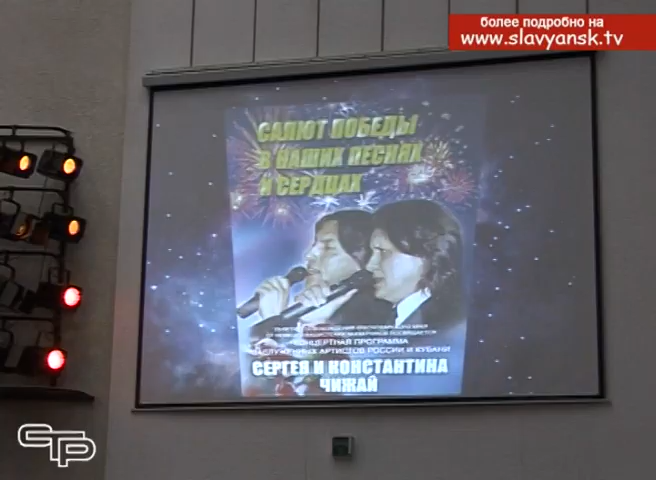 более подробно на
www.slavyansk.tv
САЛЮТ ПОБЕДЫ
В НАШИХ ПЕСНЯХ
И СЕРДЦАХ
КОНЦЕРТНАЯ ПРОГРАММА
АРТИСТОВ РОССИИ И КУБАНИ
СЕРГЕЯ И КОНСТАНТИНА
ЧИЖАЙ
СТР